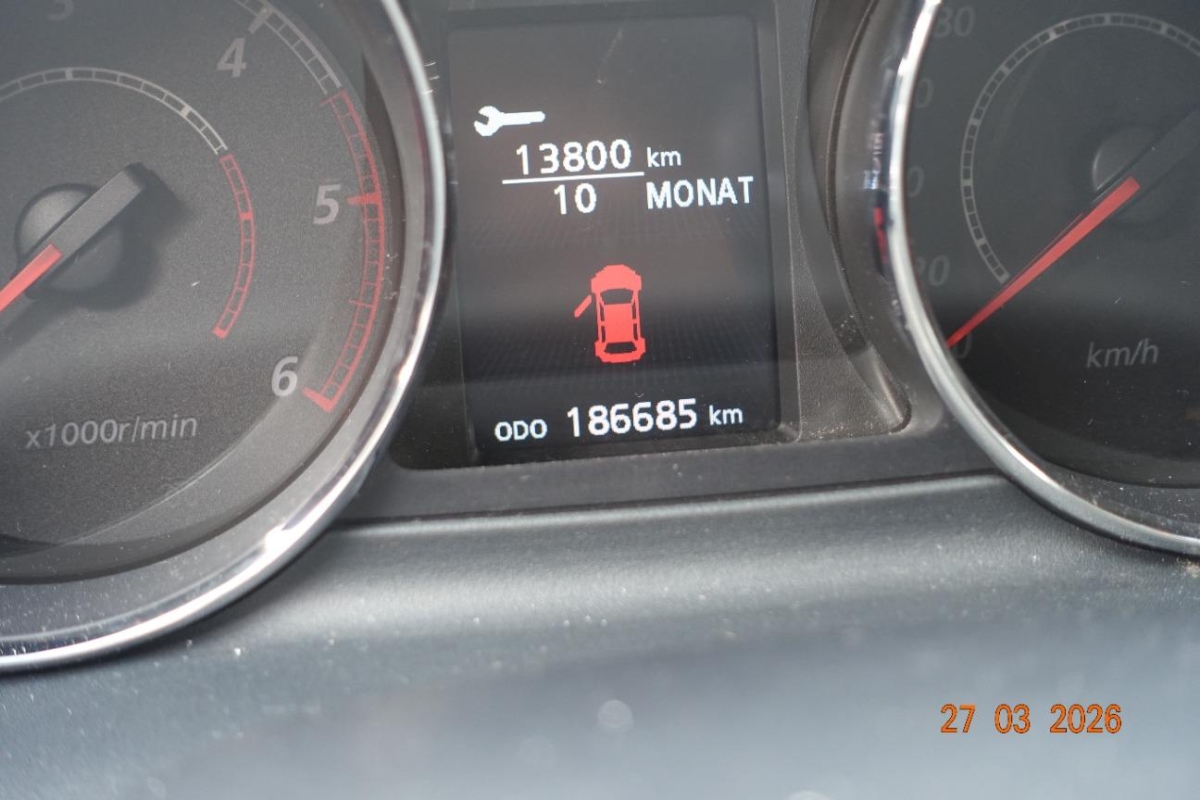 4
5
6
x1000r/min
13800 km
10 MONAT
ODO 186685 km
km/h
27 03 2026